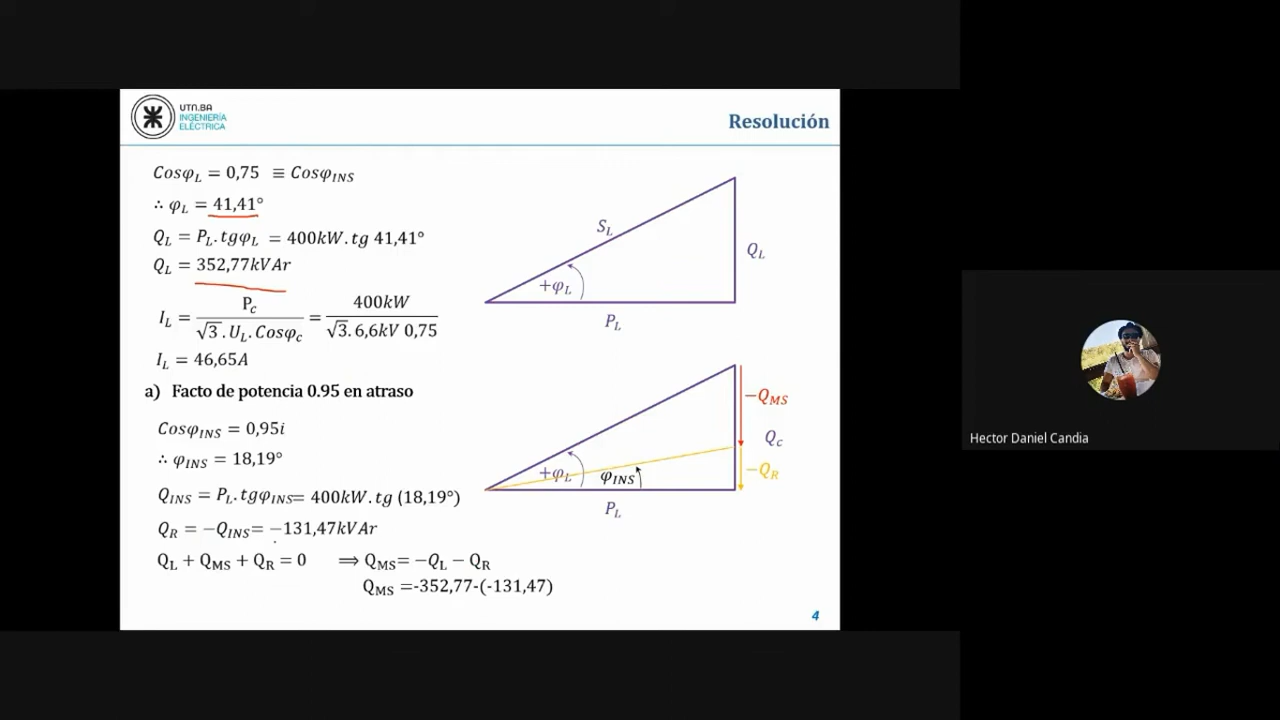 UTN.BA
INGENIERÍA
ELÉCTRICA
Resolución
Cosφ_L = 0,75 ≡ Cosφ_INS
∴ φ_L = 41,41°
Q_L = P_L.tgφ_L = 400kW.tg 41,41°
Q_L = 352,77kVAr
I_L = P_c / (√3.U_L.Cosφ_c) = 400kW / (√3.6,6kV 0,75)
I_L = 46,65A
a) Facto de potencia 0.95 en atraso
Cosφ_INS = 0,95i
∴ φ_INS = 18,19°
Q_INS = P_L.tgφ_INS= 400kW.tg (18,19°)
Q_R = −Q_INS= −131,47kVAr
Q_L + Q_MS + Q_R = 0 ⟹ Q_MS= −Q_L − Q_R
Q_MS =-352,77-(-131,47)
S_L
Q_L
+φ_L
P_L
−Q_MS
Q_c
+φ_L
φ_INS
−Q_R
P_L
4
Hector Daniel Candia